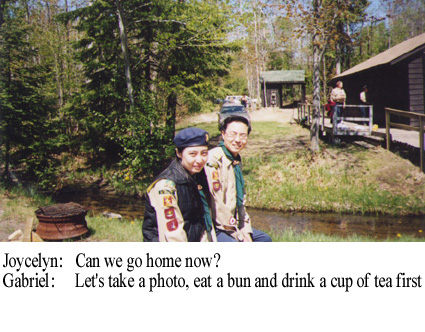 Joycelyn: Can we go home now?
Gabriel: Let's take a photo, eat a bun and drink a cup of tea first